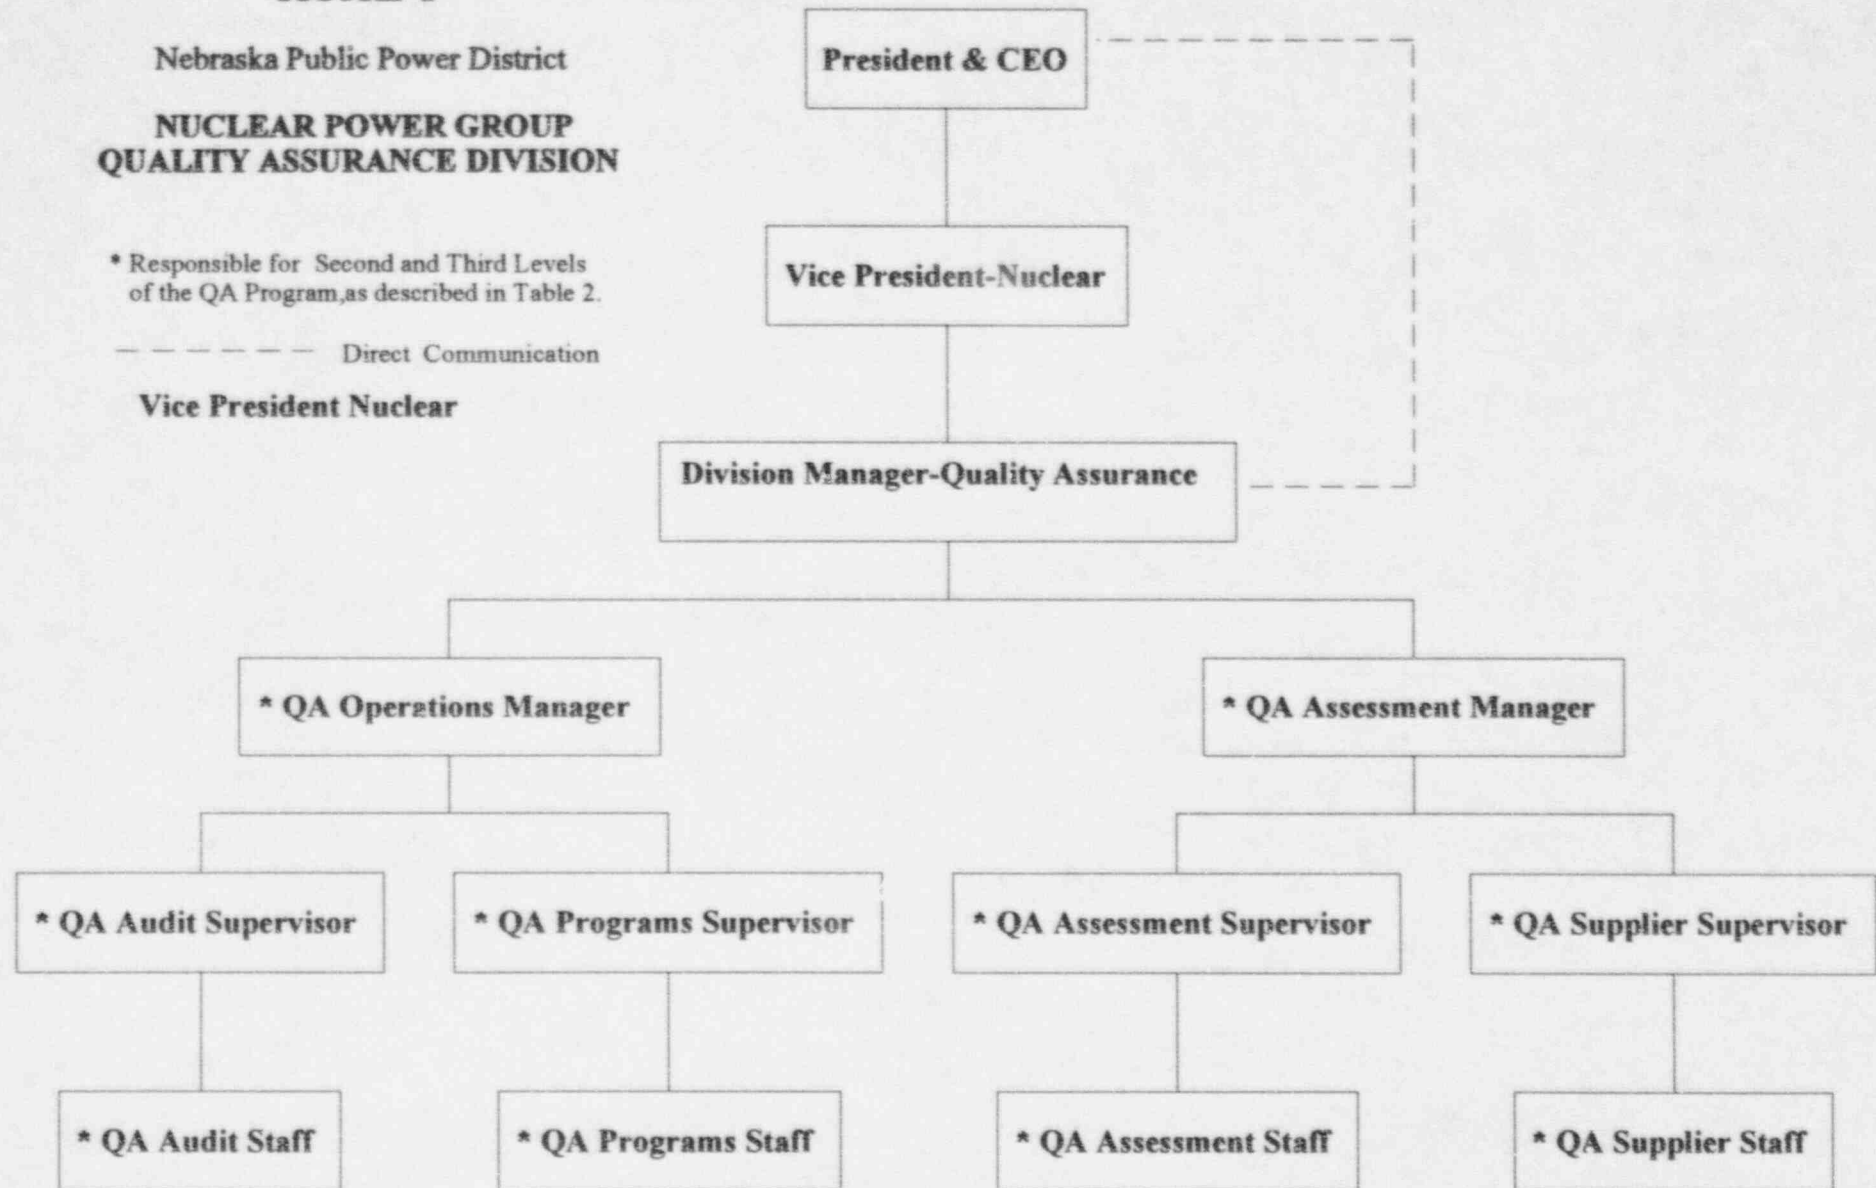 Nebraska Public Power District
NUCLEAR POWER GROUP
QUALITY ASSURANCE DIVISION
* Responsible for Second and Third Levels
of the QA Program,as described in Table 2.
Direct Communication
Vice President Nuclear
President & CEO
Vice President-Nuclear
Division Manager-Quality Assurance
* QA Operations Manager
* QA Assessment Manager
* QA Audit Supervisor
* QA Programs Supervisor
* QA Assessment Supervisor
* QA Supplier Supervisor
* QA Audit Staff
* QA Programs Staff
* QA Assessment Staff
* QA Supplier Staff